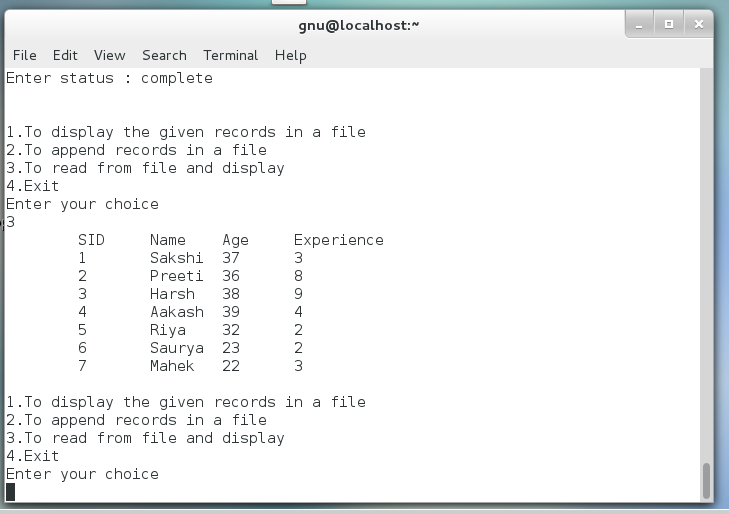 gnu@localhost:~
File Edit View Search Terminal Help
Enter status : complete
1.To display the given records in a file
2.To append records in a file
3.To read from file and display
4.Exit
Enter your choice
3
SID Name Age Experience
1 Sakshi 37 3
2 Preeti 36 8
3 Harsh 38 9
4 Aakash 39 4
5 Riya 32 2
6 Saurya 23 2
7 Mahek 22 3
1.To display the given records in a file
2.To append records in a file
3.To read from file and display
4.Exit
Enter your choice